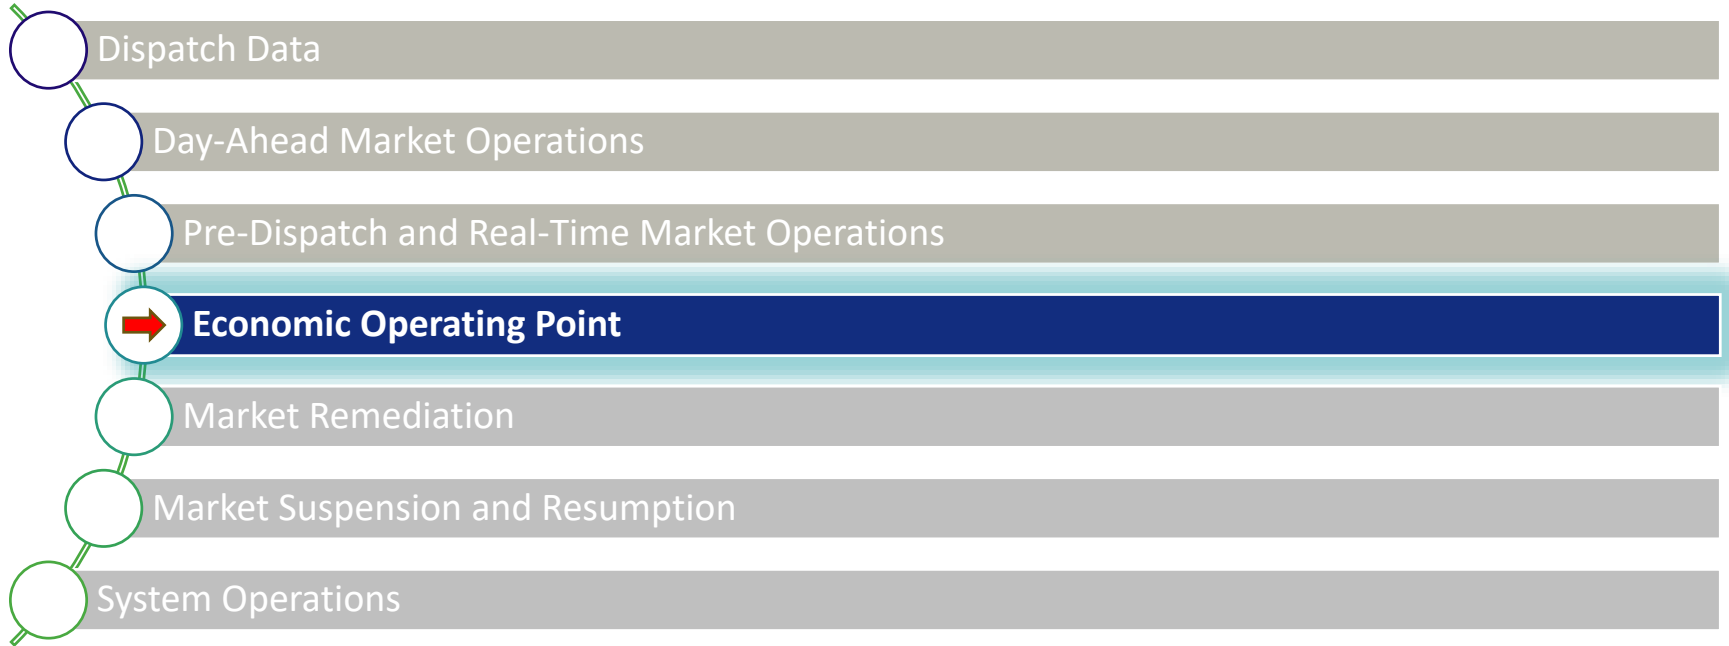 Dispatch Data
Day-Ahead Market Operations
Pre-Dispatch and Real-Time Market Operations
Economic Operating Point
Market Remediation
Market Suspension and Resumption
System Operations